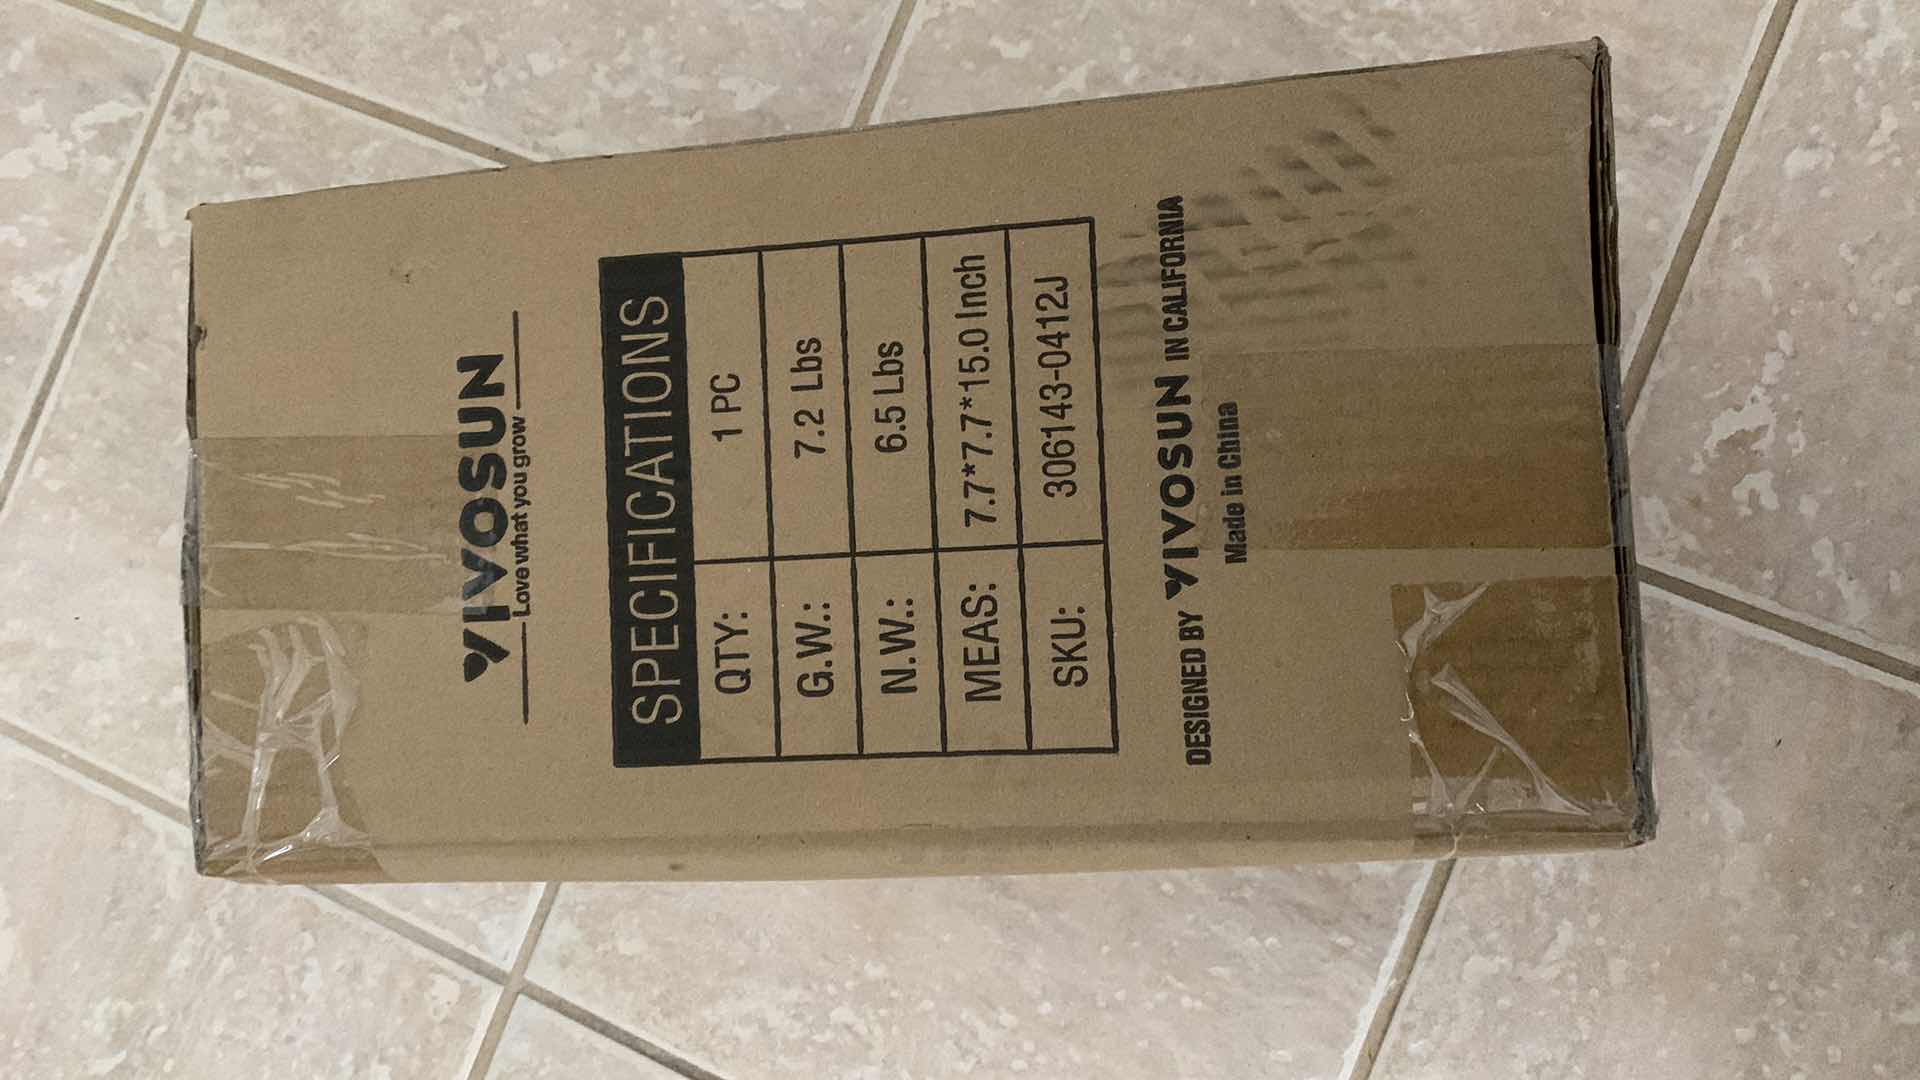 VIVOSUN
Love what you grow
SPECIFICATIONS
QTY: 1 PC
G.W.: 7.2 Lbs
N.W.: 6.5 Lbs
MEAS: 7.7*7.7*15.0 Inch
SKU: 306143-0412J
DESIGNED BY VIVOSUN IN CALIFORNIA
Made in China